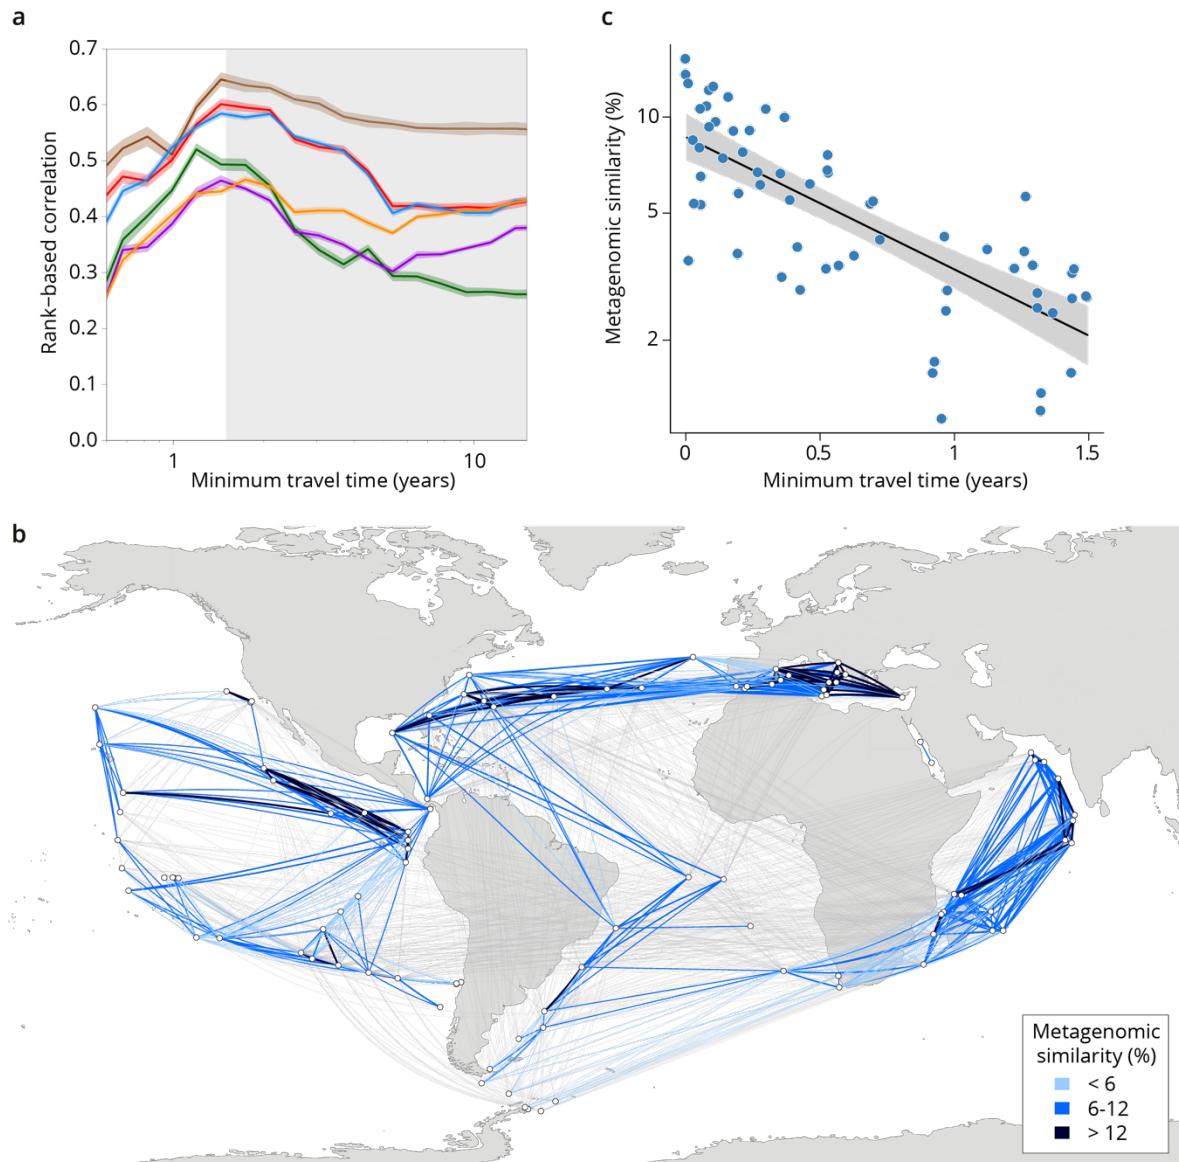 a
0.7
0.6
0.5
0.4
0.3
0.2
0.1
0.0
Rank–based correlation
1
10
Minimum travel time (years)
c
10
5
2
Metagenomic similarity (%)
0
0.5
1
1.5
Minimum travel time (years)
b
Metagenomic
similarity (%)
< 6
6-12
> 12